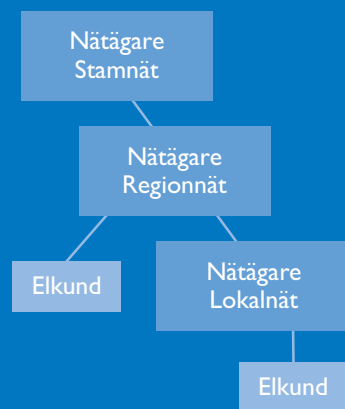 Nätägare
Stamnät
Nätägare
Regionnät
Elkund
Nätägare
Lokalnät
Elkund